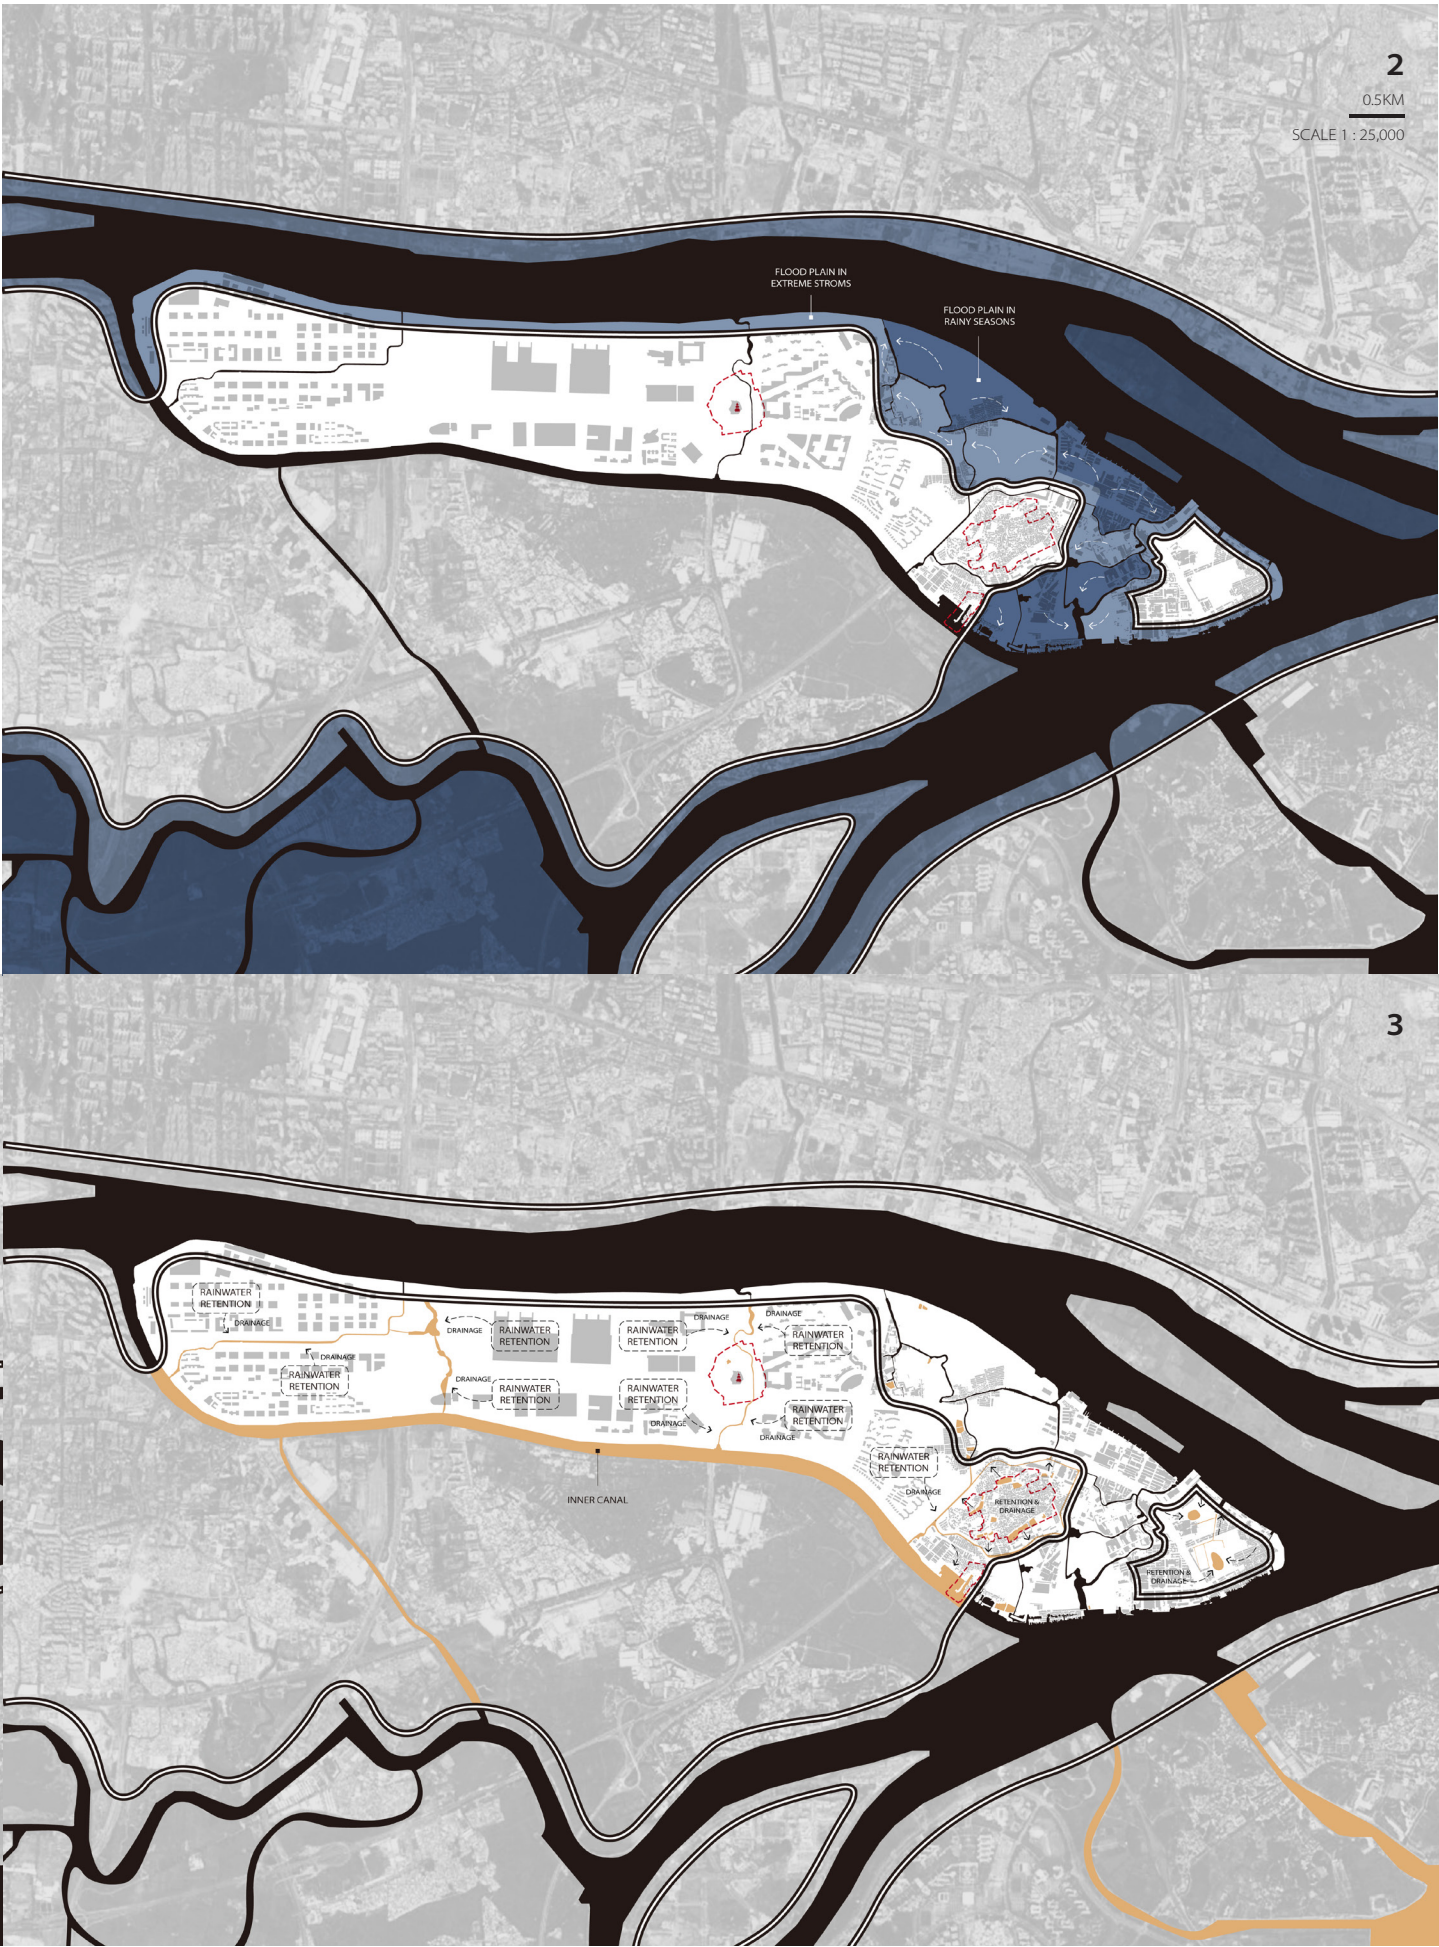 2
0.5KM
SCALE 1 : 25,000
FLOOD PLAIN IN
EXTREME STROMS
FLOOD PLAIN IN
RAINY SEASONS
3
RAINWATER
RETENTION
DRAINAGE
DRAINAGE
RAINWATER
RETENTION
DRAINAGE
RAINWATER
RETENTION
RAINWATER
RETENTION
DRAINAGE
DRAINAGE
RAINWATER
RETENTION
DRAINAGE
RAINWATER
RETENTION
RAINWATER
RETENTION
DRAINAGE
RAINWATER
RETENTION
DRAINAGE
RAINWATER
RETENTION
DRAINAGE
INNER CANAL
RETENTION &
DRAINAGE
RETENTION &
DRAINAGE